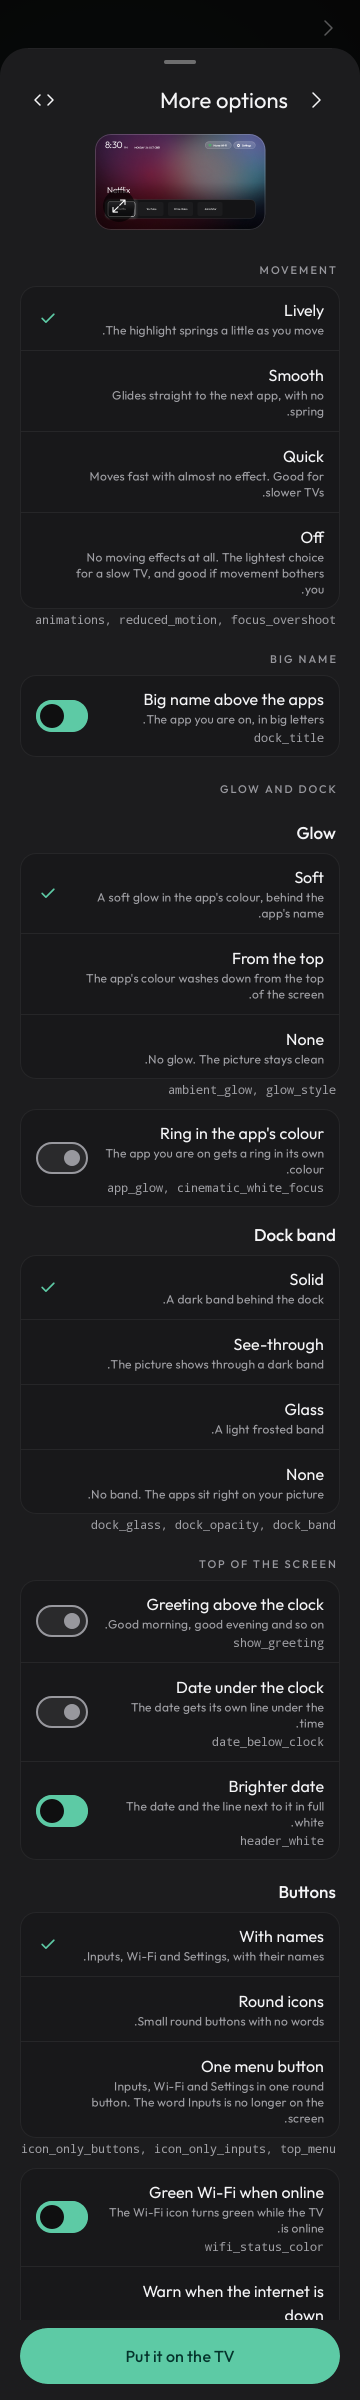 More options
8:30
Netflix
MOVEMENT
Lively
.The highlight springs a little as you move
Smooth
Glides straight to the next app, with no
.spring
Quick
Moves fast with almost no effect. Good for
.slower TVs
Off
No moving effects at all. The lightest choice
for a slow TV, and good if movement bothers
.you
animations, reduced_motion, focus_overshoot
BIG NAME
Big name above the apps
.The app you are on, in big letters
dock_title
GLOW AND DOCK
Glow
Soft
A soft glow in the app's colour, behind the
.app's name
From the top
The app's colour washes down from the top
.of the screen
None
.No glow. The picture stays clean
ambient_glow, glow_style
Ring in the app's colour
The app you are on gets a ring in its own
.colour
app_glow, cinematic_white_focus
Dock band
Solid
.A dark band behind the dock
See-through
.The picture shows through a dark band
Glass
.A light frosted band
None
.No band. The apps sit right on your picture
dock_glass, dock_opacity, dock_band
TOP OF THE SCREEN
Greeting above the clock
.Good morning, good evening and so on
show_greeting
Date under the clock
The date gets its own line under the
.time
date_below_clock
Brighter date
The date and the line next to it in full
.white
header_white
Buttons
With names
.Inputs, Wi-Fi and Settings, with their names
Round icons
.Small round buttons with no words
One menu button
Inputs, Wi-Fi and Settings in one round
button. The word Inputs is no longer on the
.screen
icon_only_buttons, icon_only_inputs, top_menu
Green Wi-Fi when online
The Wi-Fi icon turns green while the TV
.is online
wifi_status_color
Warn when the internet is
down
Put it on the TV